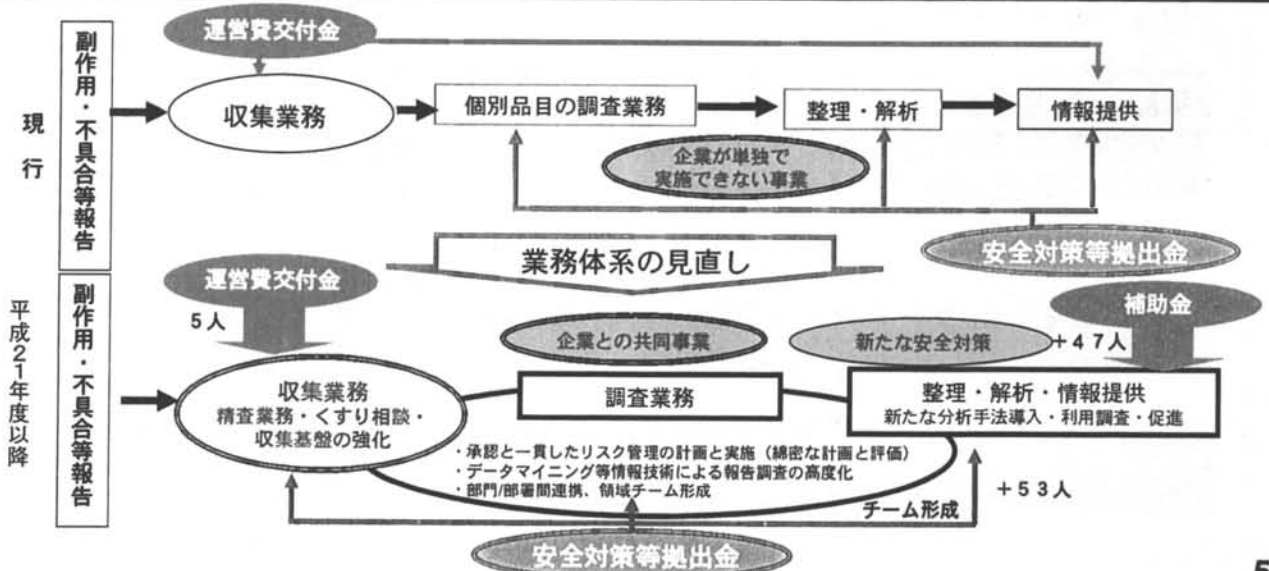 現行
副作用・不具合等報告
運営費交付金
収集業務
個別品目の調査業務
整理・解析
情報提供
企業が単独で
実施できない事業
安全対策等拠出金
業務体系の見直し
平成21年度以降
副作用・不具合等報告
運営費交付金
5人
補助金
企業との共同事業
新たな安全対策
+47人
収集業務
精査業務・くすり相談・
収集基盤の強化
調査業務
整理・解析・情報提供
新たな分析手法導入・利用調査・促進
・承認と一貫したリスク管理の計画と実施（綿密な計画と評価）
・データマイニング等情報技術による報告調査の高度化
・部門/部署間連携、領域チーム形成
チーム形成
+53人
安全対策等拠出金
5